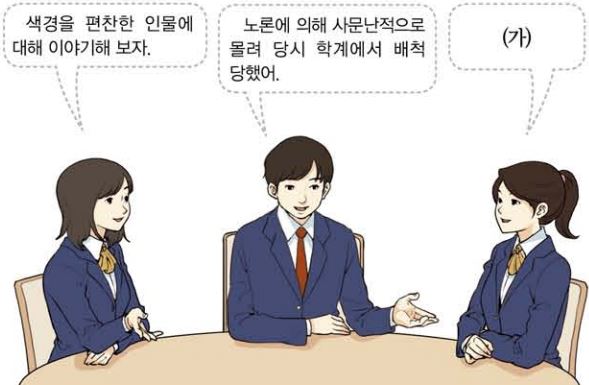 색경을 편찬한 인물에
대해 이야기해 보자.
노론에 의해 사문난적으로
몰려 당시 학계에서 배척
당했어.
(가)